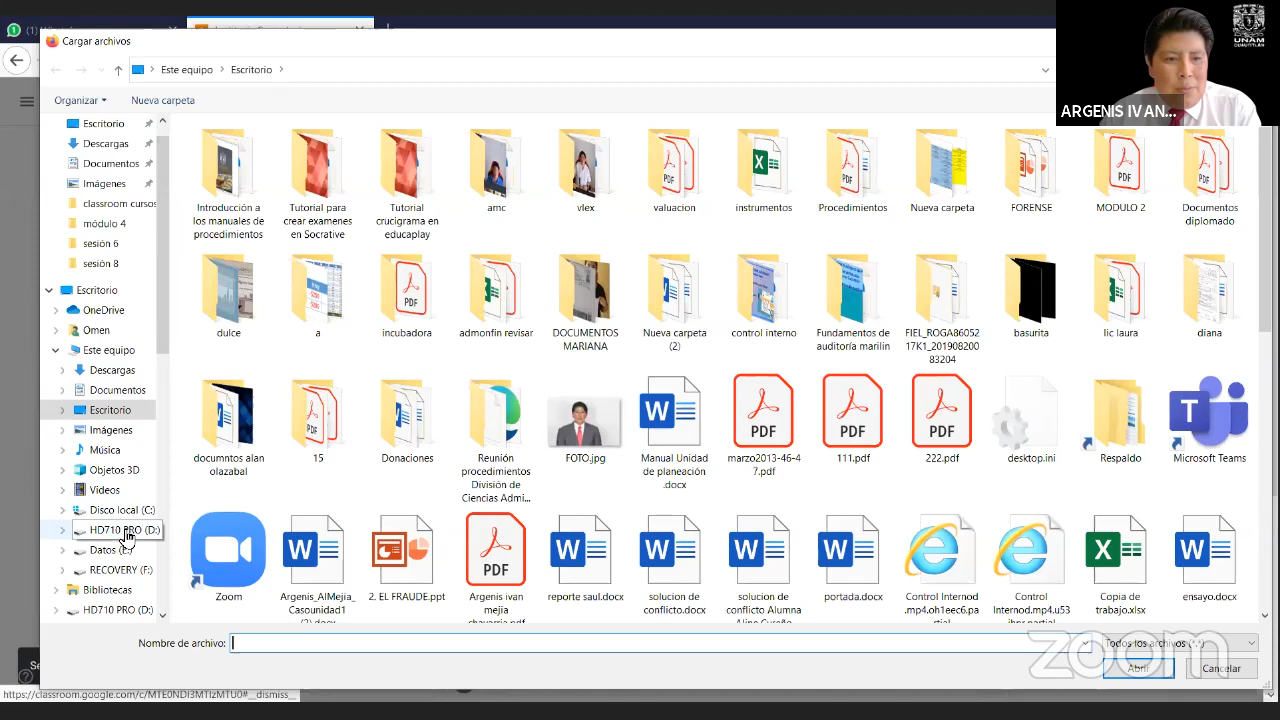 (1)
Cargar archivos
UNAM
CUAUTITLÁN
ARGENIS IVAN...
Este equipo
Escritorio
Organizar
Nueva carpeta
Escritorio
Descargas
Documentos
Imágenes
classroom cursos
módulo 4
sesión 6
sesión 8
Escritorio
OneDrive
Omen
Este equipo
Descargas
Documentos
Escritorio
Imágenes
Música
Objetos 3D
Vídeos
Disco local (C:)
HD710 PRO (D:)
Datos (E:)
RECOVERY (F:)
Bibliotecas
HD710 PRO (D:)
Introducción a
los manuales de
procedimientos
Tutorial para
crear examenes
en Socrative
Tutorial
crucigrama en
educaplay
amc
vlex
valuacion
instrumentos
Procedimientos
Nueva carpeta
FORENSE
MODULO 2
Documentos
diplomado
dulce
a
incubadora
admonfin revisar
DOCUMENTOS
MARIANA
Nueva carpeta
(2)
control interno
Fundamentos de
auditoría marilin
FIEL_ROGA86052
17K1_201908200
83204
basurita
lic laura
diana
documntos alan
olazabal
15
Donaciones
Reunión
procedimientos
División de
Ciencias Admi...
FOTO.jpg
Manual Unidad
de planeación
.docx
marzo2013-46-4
7.pdf
111.pdf
222.pdf
desktop.ini
Respaldo
Microsoft Teams
Zoom
Argenis_AlMejia_
Casounidad1
(2).docx
2. EL FRAUDE.ppt
Argenis ivan
mejia
chavarria.pdf
reporte saul.docx
solucion de
conflicto.docx
solucion de
conflicto Alumna
portada.docx
Control Internod
.mp4.oh1eec6.pa
rtial
Control
Internod.mp4.u53
Copia de
trabajo.xlsx
ensayo.docx
Nombre de archivo:
Todos los archivos (*.*)
Abrir
Cancelar
zoom
Se
https://classroom.google.com/c/MTE0NDI3MTIzMTU0#__dismiss__